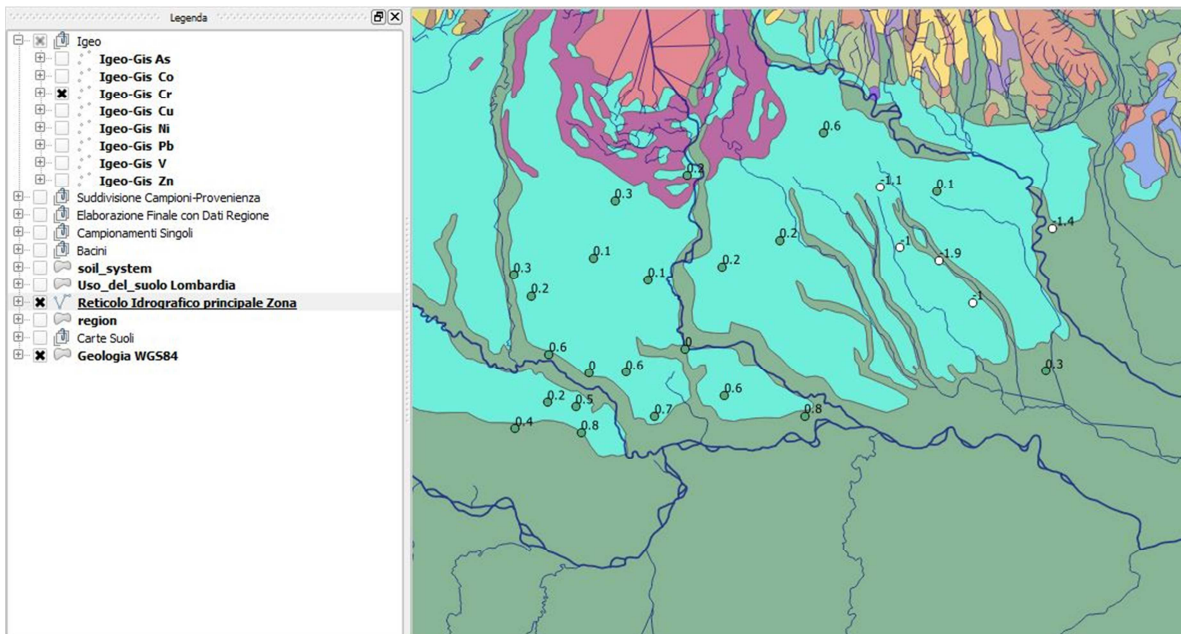 Legenda
Igeo
Igeo-Gis As
Igeo-Gis Co
Igeo-Gis Cr
Igeo-Gis Cu
Igeo-Gis Ni
Igeo-Gis Pb
Igeo-Gis V
Igeo-Gis Zn
Suddivisione Campioni-Provenienza
Elaborazione Finale con Dati Regione
Campionamenti Singoli
Bacini
soil_system
Uso_del_suolo Lombardia
Reticolo Idrografico principale Zona
region
Carte Suoli
Geologia WGS84
0.6
0.2
-1.1
0.1
0.3
-1.4
0.2
-1
0.1
-1.9
0.2
0.3
0.1
0.2
-1
0
0.6
0
0.6
0.3
0.6
0.2
0.5
0.7
0.8
0.4
0.8